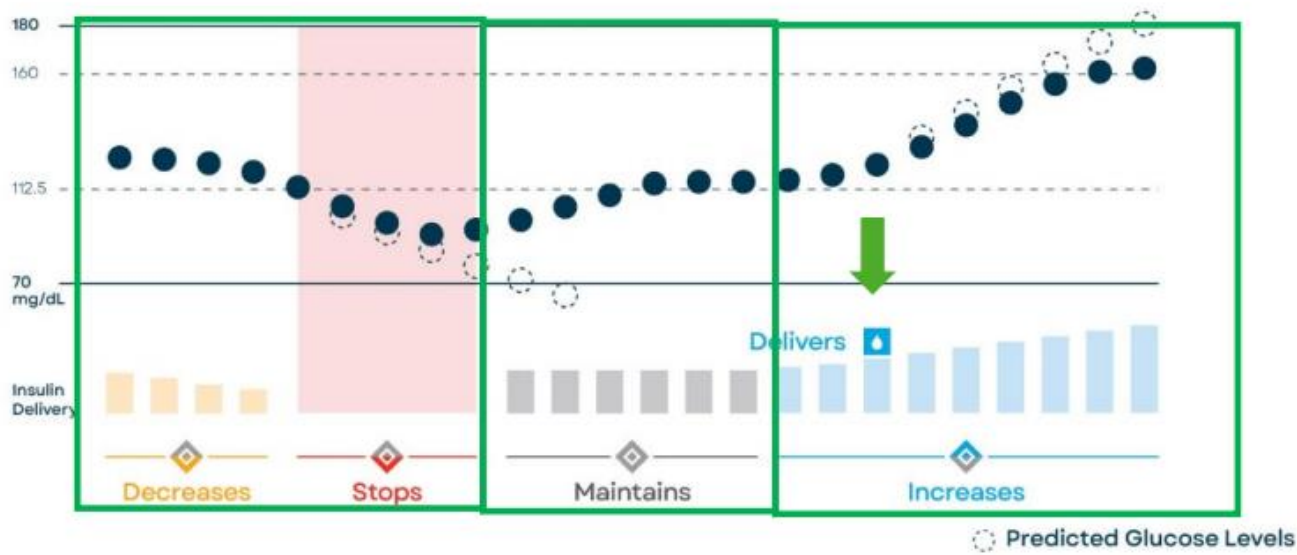 180
160
112.5
70
mg/dL
Delivers
Insulin
Delivery
Decreases
Stops
Maintains
Increases
Predicted Glucose Levels